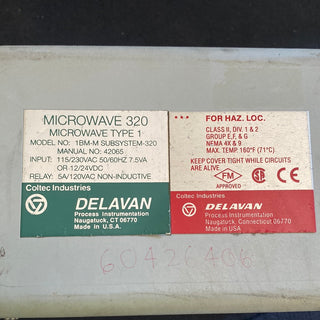 MICROWAVE 320
MICROWAVE TYPE 1
MODEL NO: 1BM-M SUBSYSTEM-320
MANUAL NO: 42065
INPUT: 115/230VAC 50/60HZ 7.5VA
OR 12/24VDC
RELAY: 5A/120VAC NON-INDUCTIVE
Coltec Industries
DELAVAN
Process Instrumentation
Naugatuck, CT 06770
Made in U.S.A.
***
FOR HAZ. LOC.
CLASS II, DIV. 1 & 2
GROUP E, F, & G
NEMA 4X & 9
MAX. TEMP. 160°F (71°C)
KEEP COVER TIGHT WHILE CIRCUITS
ARE ALIVE
FM
APPROVED
CE
Coltec Industries
DELAVAN
Process Instrumentation
Naugatuck, Connecticut 06770
Made in USA